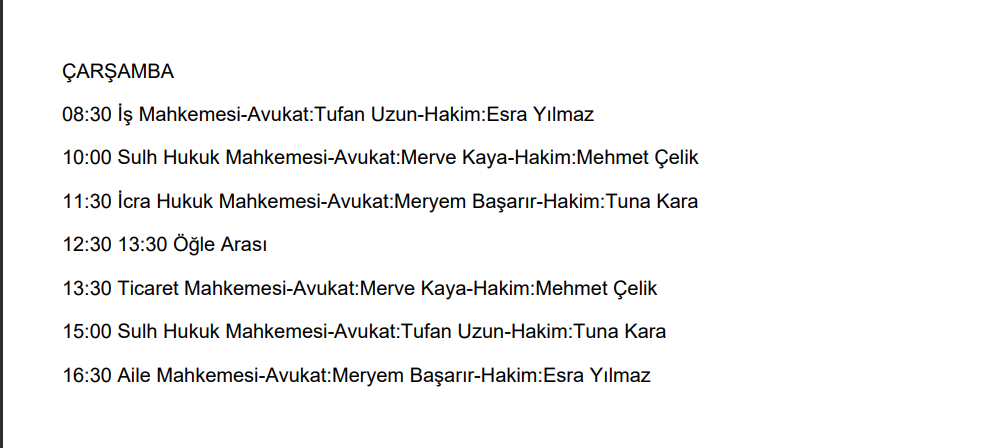 ÇARŞAMBA
08:30 İş Mahkemesi-Avukat:Tufan Uzun-Hakim:Esra Yılmaz
10:00 Sulh Hukuk Mahkemesi-Avukat:Merve Kaya-Hakim:Mehmet Çelik
11:30 İcra Hukuk Mahkemesi-Avukat:Meryem Başarır-Hakim:Tuna Kara
12:30 13:30 Öğle Arası
13:30 Ticaret Mahkemesi-Avukat:Merve Kaya-Hakim:Mehmet Çelik
15:00 Sulh Hukuk Mahkemesi-Avukat:Tufan Uzun-Hakim:Tuna Kara
16:30 Aile Mahkemesi-Avukat:Meryem Başarır-Hakim:Esra Yılmaz